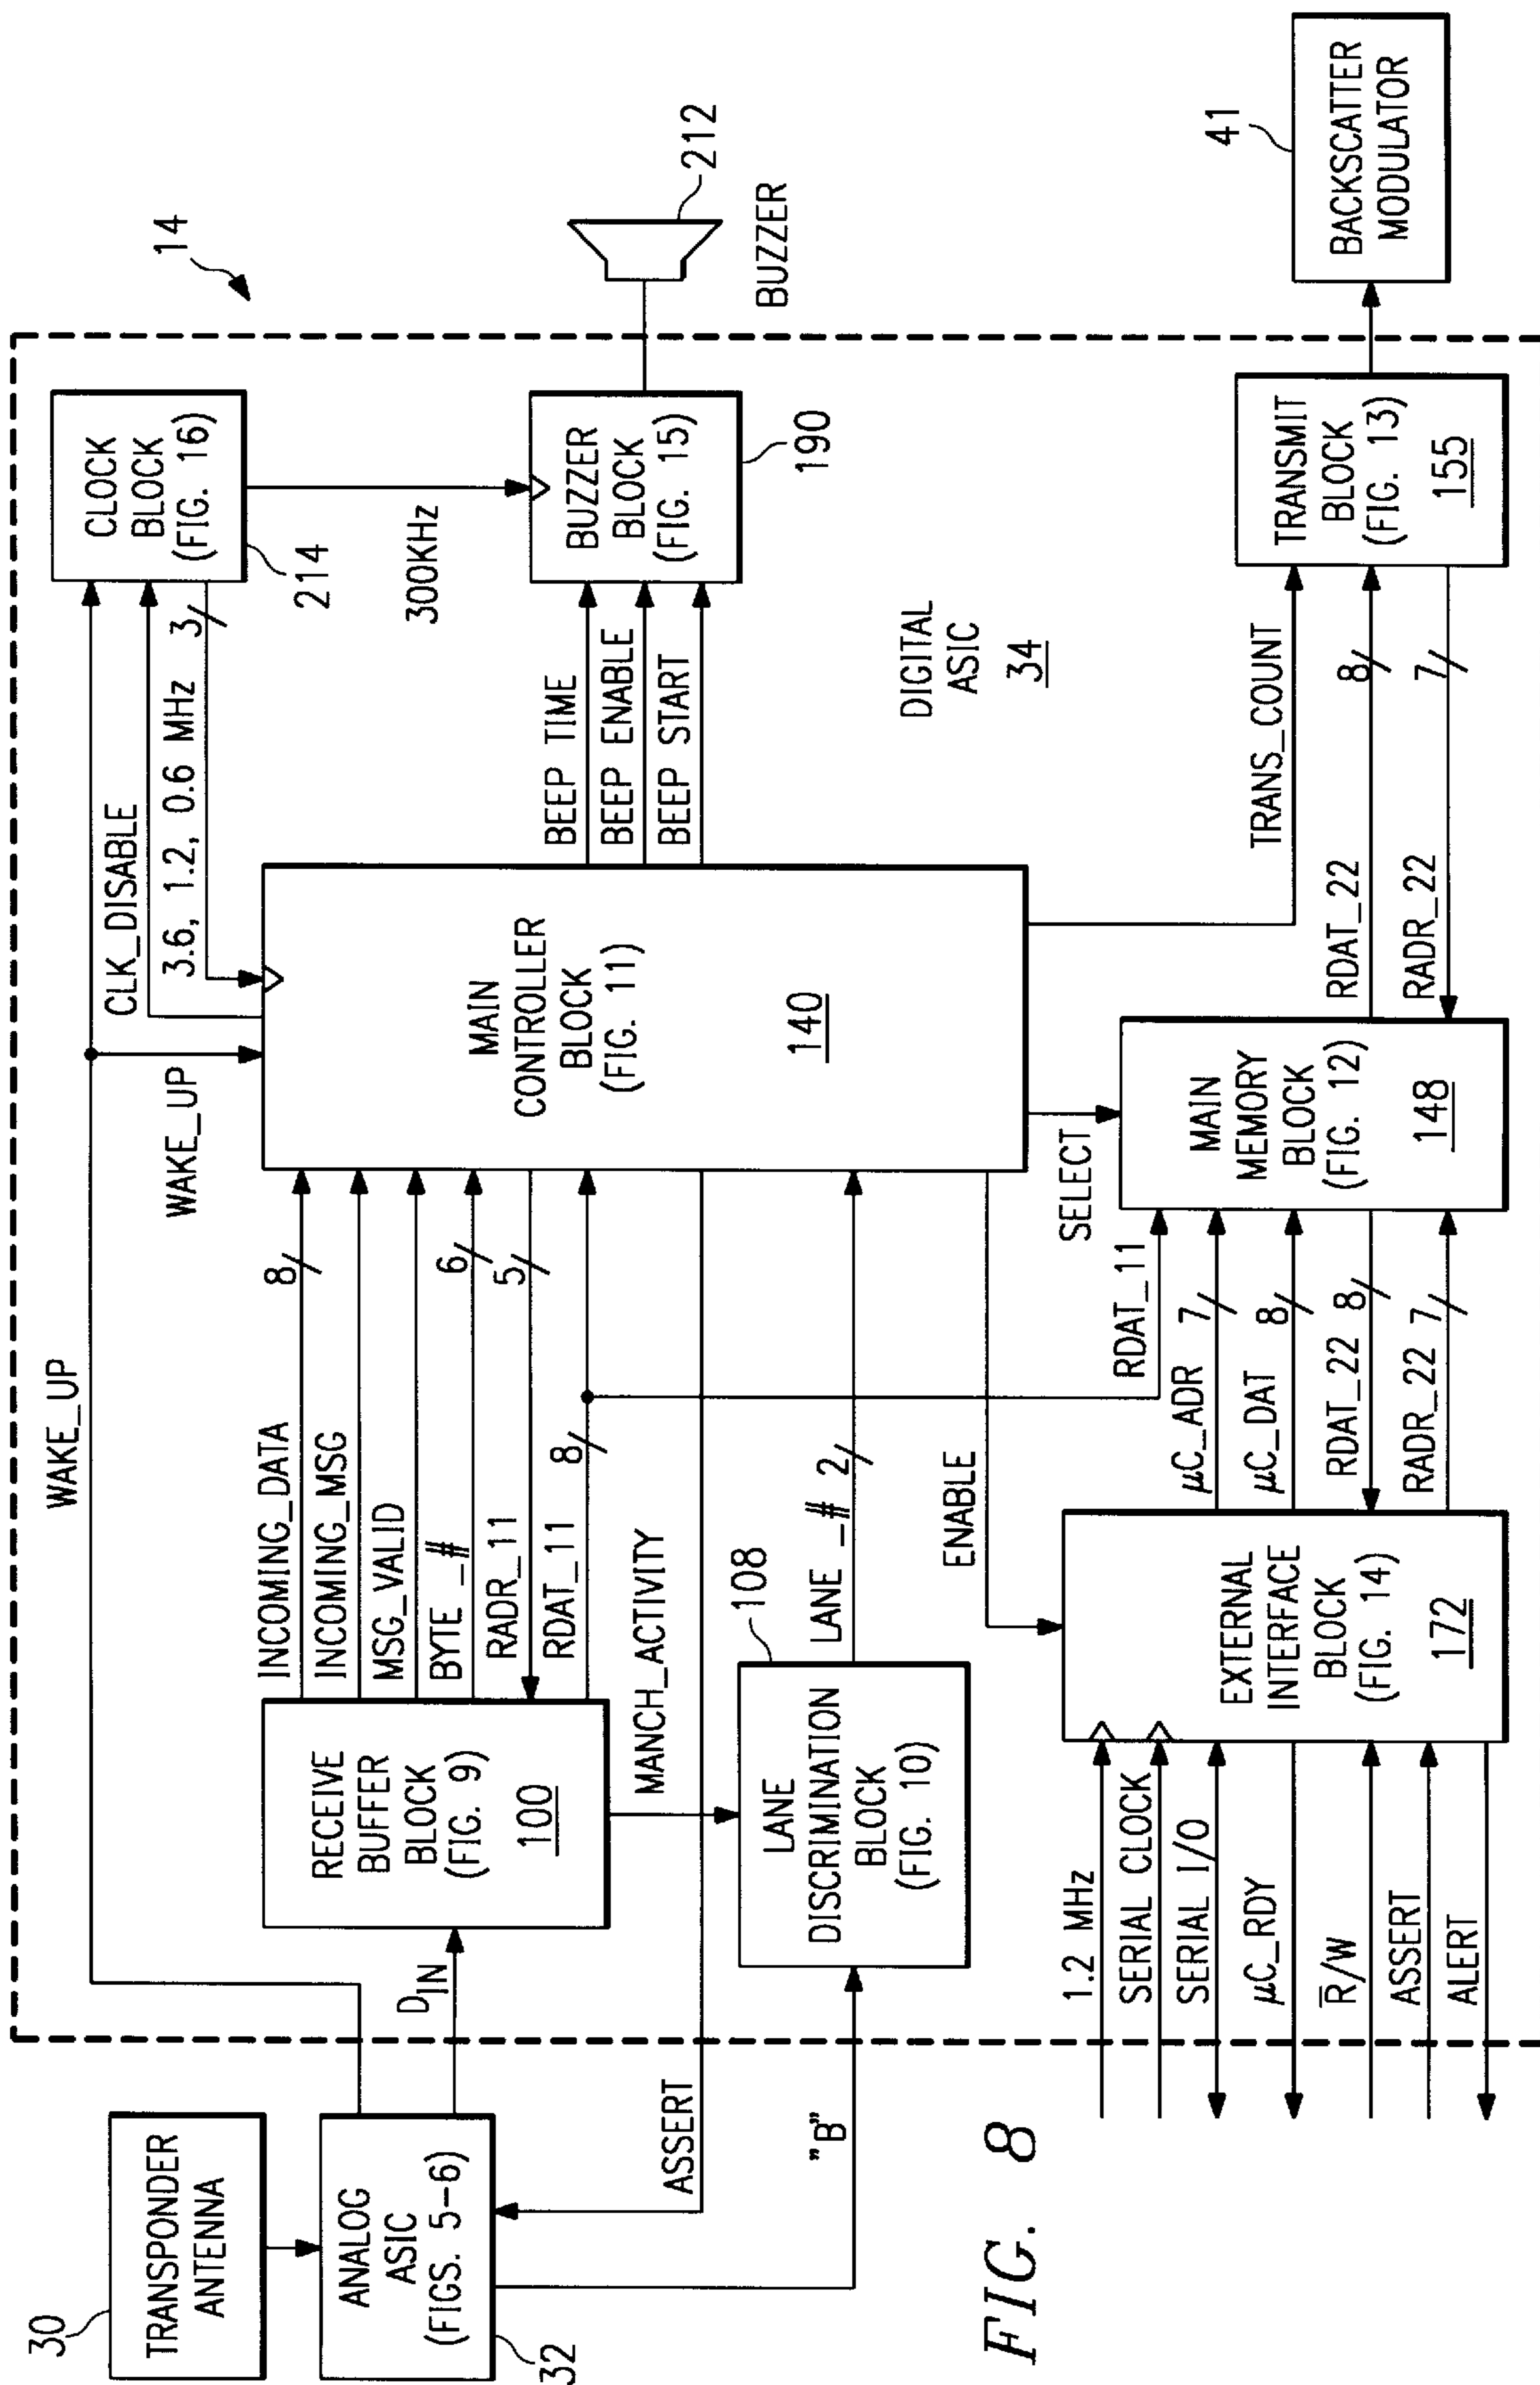 14
WAKE_UP
WAKE_UP
CLK_DISABLE
3.6, 1.2, 0.6 MHz 3
CLOCK
BLOCK
(FIG. 16)
214
300KHz
30
TRANSPONDER
ANTENNA
ANALOG
ASIC
(FIGS. 5-6)
32
DIN
ASSERT
"B"
RECEIVE
BUFFER
BLOCK
(FIG. 9)
100
INCOMING_DATA
8
INCOMING_MSG
MSG_VALID
BYTE_#
6
RADR_11
5
RDAT_11
8
MANCH_ACTIVITY
LANE
DISCRIMINATION
BLOCK
(FIG. 10)
108
LANE_# 2
MAIN
CONTROLLER
BLOCK
(FIG. 11)
140
BEEP TIME
BEEP ENABLE
BEEP START
BUZZER
BLOCK
(FIG. 15)
190
212
BUZZER
DIGITAL
ASIC
34
ENABLE
SELECT
TRANS_COUNT
1.2 MHz
SERIAL CLOCK
SERIAL I/O
μC_RDY
R̅/W
ASSERT
ALERT
EXTERNAL
INTERFACE
BLOCK
(FIG. 14)
172
RDAT_11
μC_ADR 7
μC_DAT 8
RDAT_22 8
RADR_22 7
MAIN
MEMORY
BLOCK
(FIG. 12)
148
RDAT_22
8
RADR_22
7
TRANSMIT
BLOCK
(FIG. 13)
155
41
BACKSCATTER
MODULATOR
FIG. 8